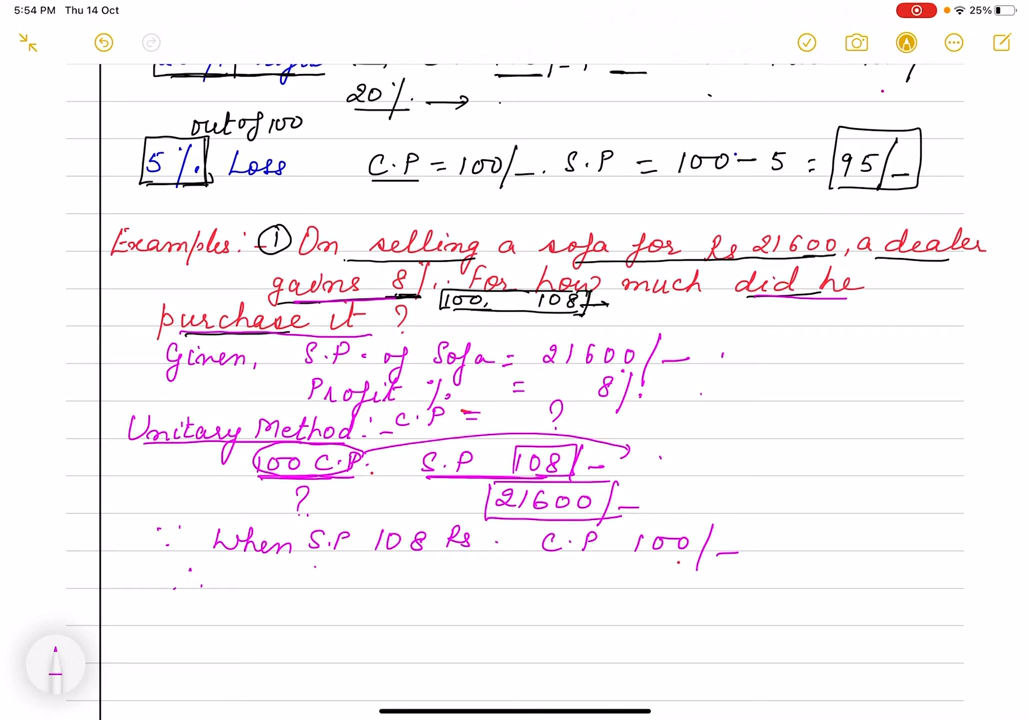 5:54 PM Thu 14 Oct
25%
20% →
out of 100
5%, Loss C.P = 100/- . S.P = 100 - 5 = 95/-
Examples:- ① On selling a sofa for Rs 21600, a dealer
gains 8%. For how much did he
100, 108
purchase it ?
Given, S.P. of Sofa = 21600/-
Profit % = 8%
Unitary Method:- C.P = ?
100 C.P. S.P 108/-
? 21600/-
∵ When S.P 108 Rs. C.P 100/-
∴